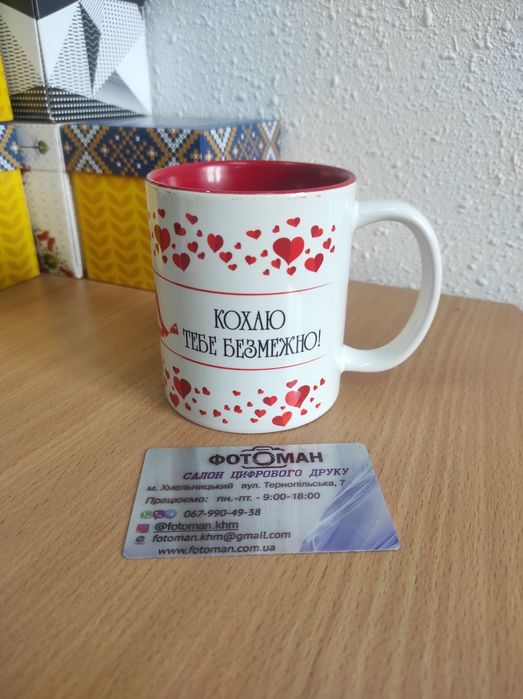 КОХАЮ
ТЕБЕ БЕЗМЕЖНО!
ФОТОМАН
САЛОН ЦИФРОВОГО ДРУКУ
м. Хмельницький вул. Тернопільська, 7
Працюємо: пн.-пт. - 9:00-18:00
067-990-49-38
@fotoman.khm
@ fotoman.khm@gmail.com
www.fotoman.com.ua